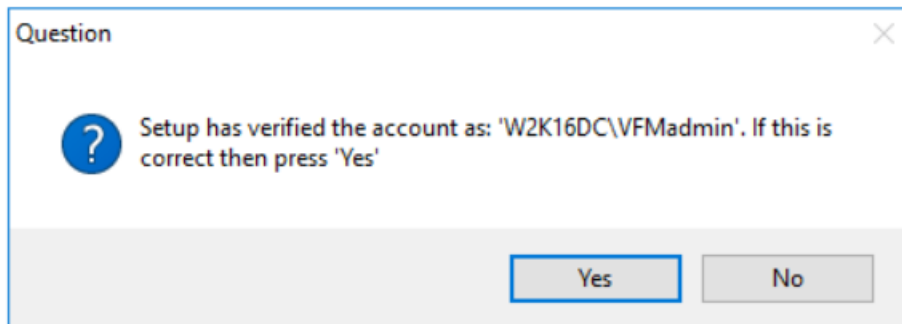 Question
Setup has verified the account as: 'W2K16DC\VFMadmin'. If this is
correct then press 'Yes'
Yes
No